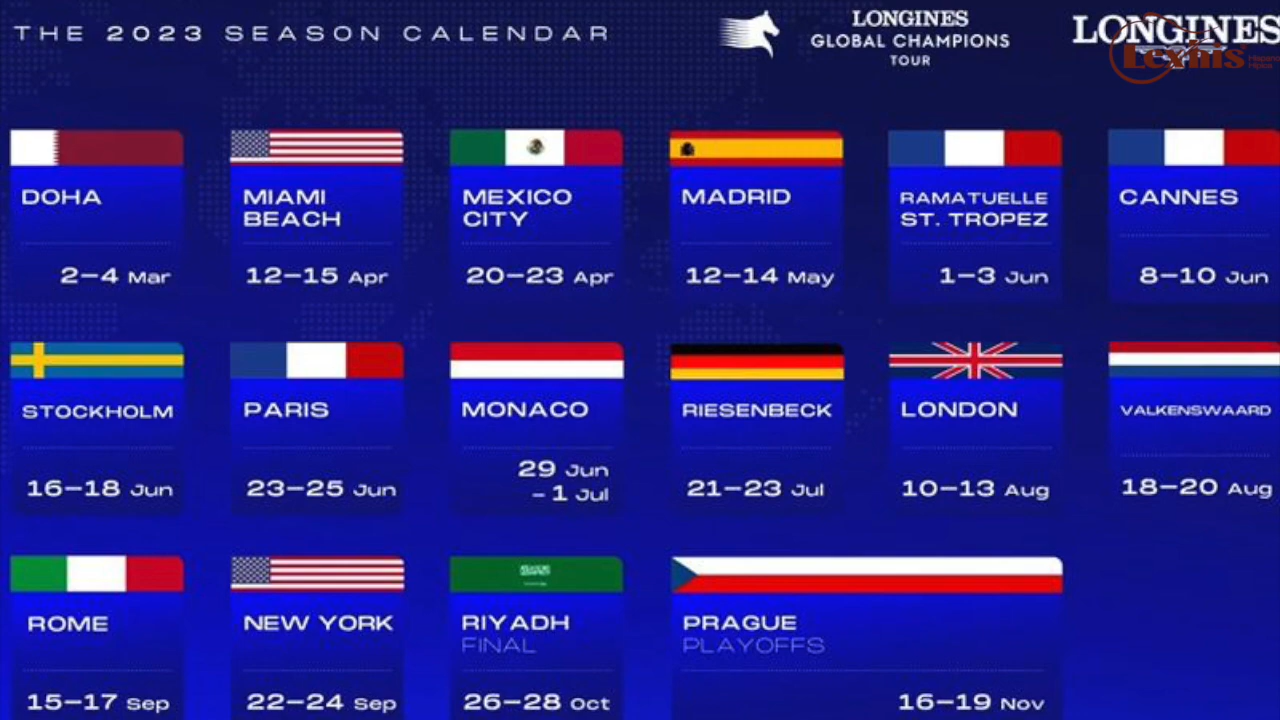 THE 2023 SEASON CALENDAR
LONGINES
GLOBAL CHAMPIONS
TOUR
LONGINES
Lexhis
DOHA
2–4 Mar
MIAMI
BEACH
12–15 Apr
MEXICO
CITY
20–23 Apr
MADRID
12–14 May
RAMATUELLE
ST. TROPEZ
1–3 Jun
CANNES
8–10 Jun
STOCKHOLM
16–18 Jun
PARIS
23–25 Jun
MONACO
29 Jun
– 1 Jul
RIESENBECK
21–23 Jul
LONDON
10–13 Aug
VALKENSWAARD
18–20 Aug
ROME
15–17 Sep
NEW YORK
22–24 Sep
RIYADH
FINAL
26–28 Oct
PRAGUE
PLAYOFFS
16–19 Nov